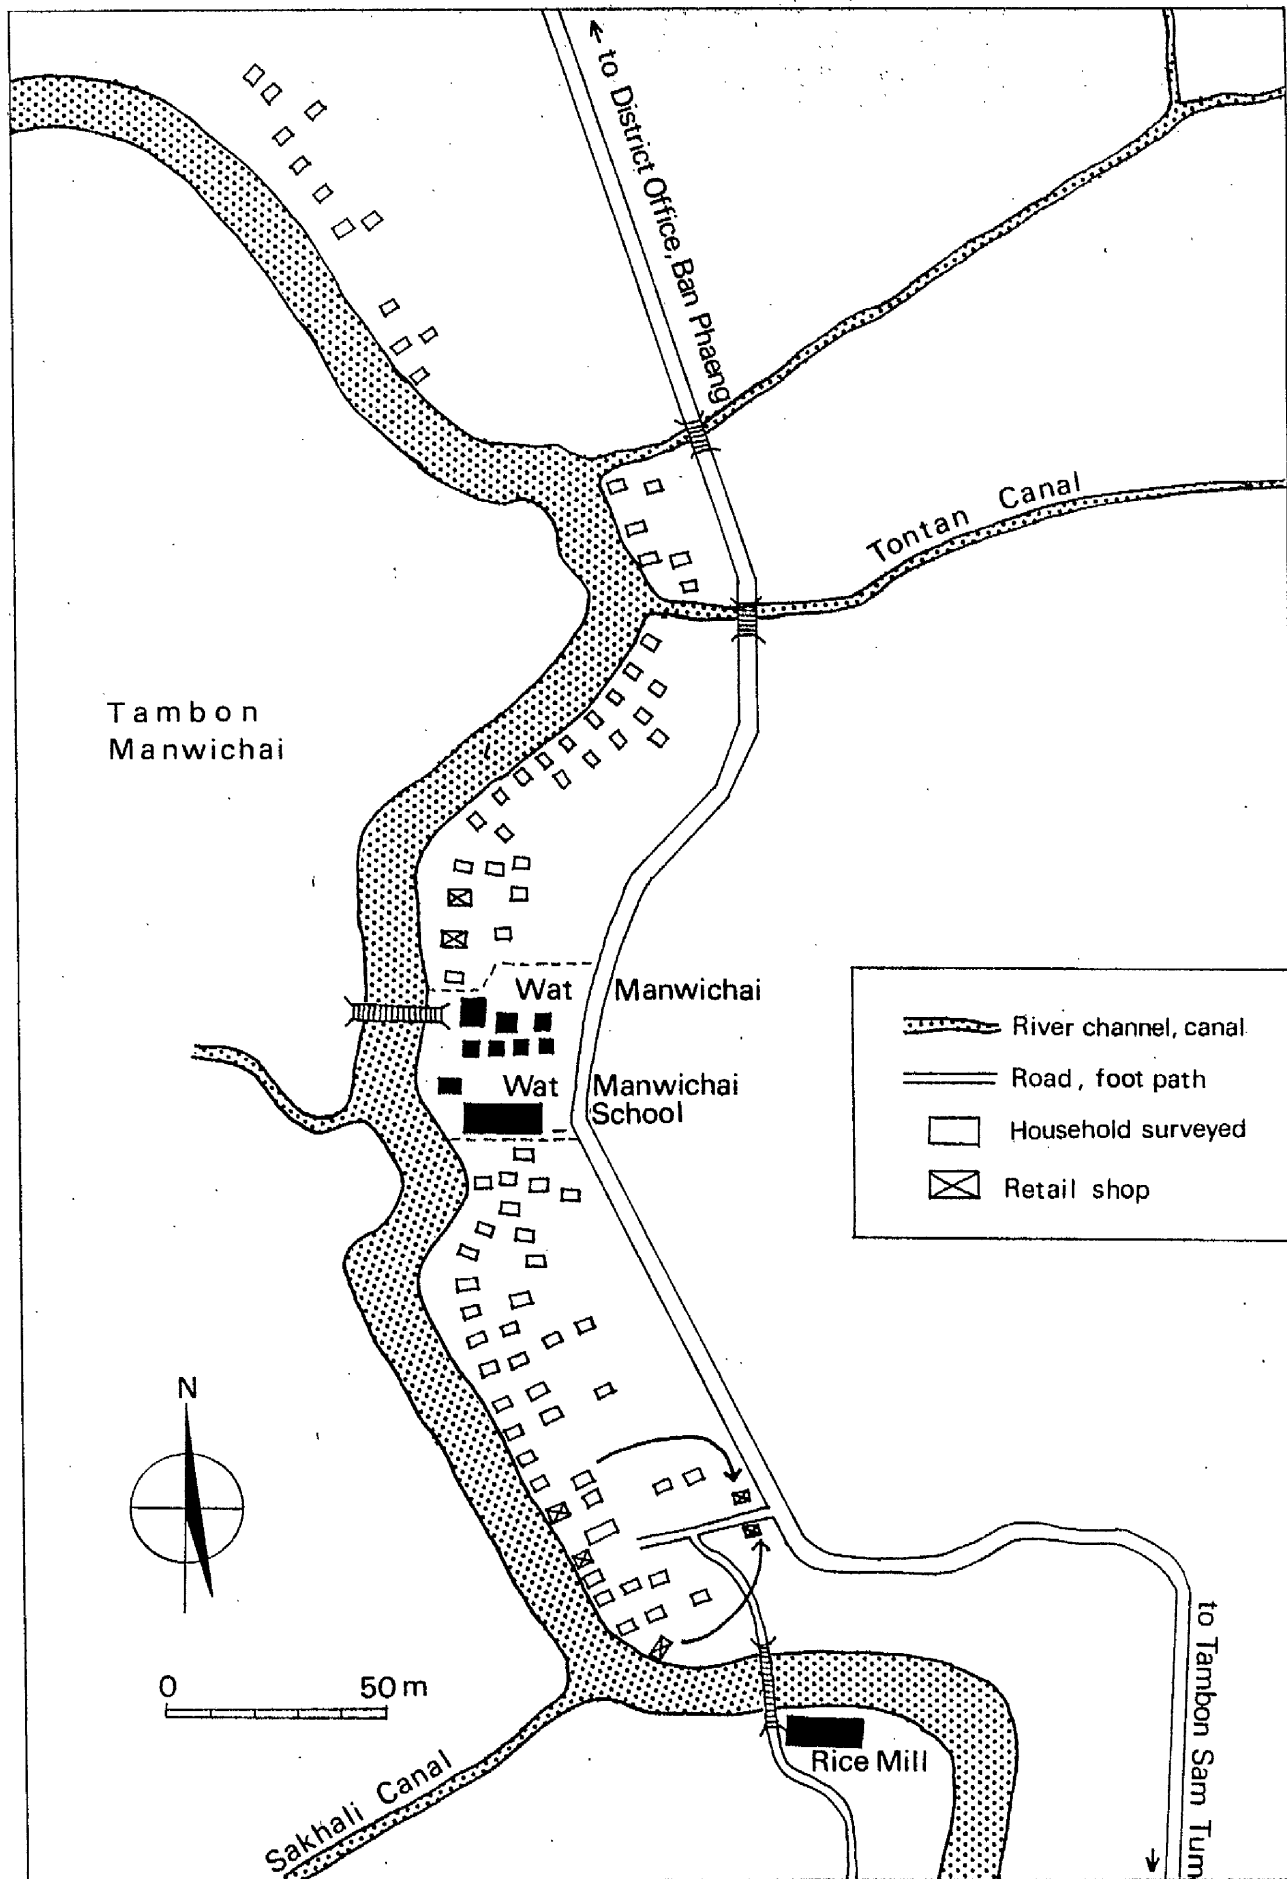 to District Office, Ban Phaeng
Tontan Canal
Tambon
Manwichai
Wat Manwichai
Wat Manwichai
School
River channel, canal
Road, foot path
Household surveyed
Retail shop
N
0 50 m
Rice Mill
Sakhali Canal
to Tambon Sam Tum